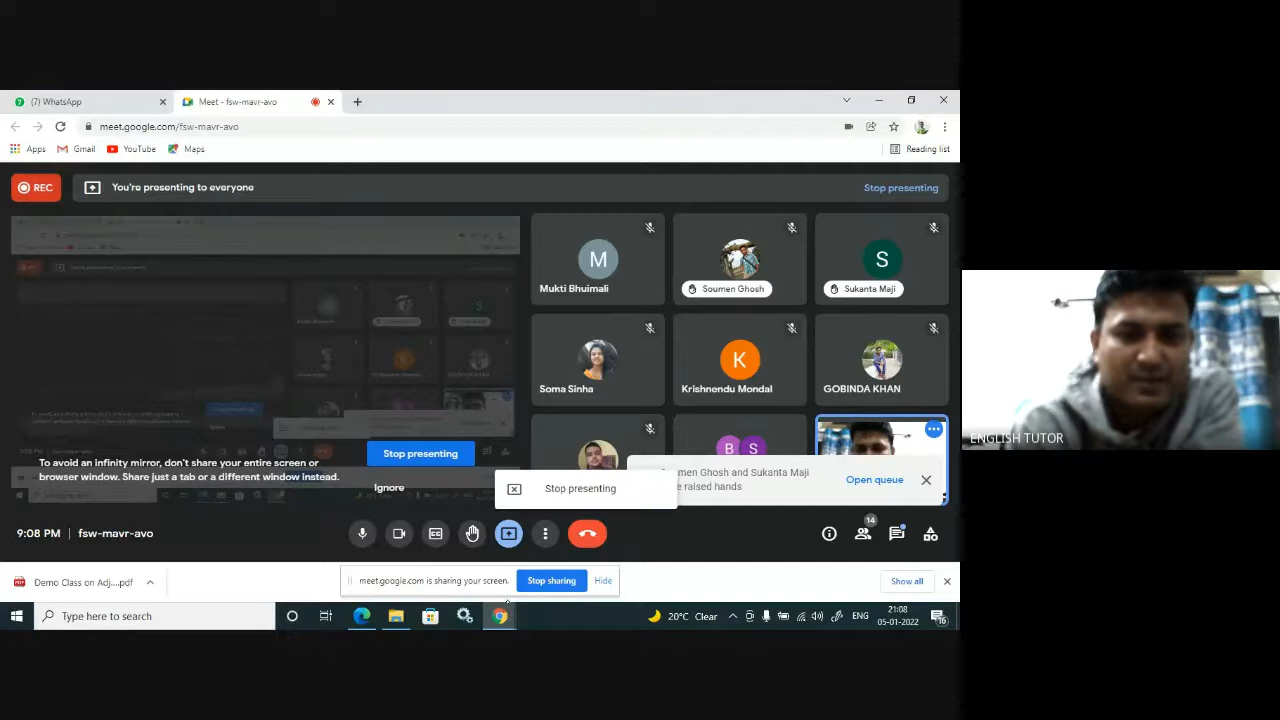 (7) WhatsApp
Meet - fsw-mavr-avo
meet.google.com/fsw-mavr-avo
Apps
Gmail
YouTube
Maps
Reading list
REC
You're presenting to everyone
Stop presenting
M
Mukti Bhuimali
Soumen Ghosh
S
Sukanta Maji
Soma Sinha
K
Krishnendu Mondal
GOBINDA KHAN
B
S
To avoid an infinity mirror, don't share your entire screen or
browser window. Share just a tab or a different window instead.
Stop presenting
Ignore
Stop presenting
Ghosh and Sukanta Maji
raised hands
Open queue
ENGLISH TUTOR
9:08 PM
fsw-mavr-avo
14
Demo Class on Adj....pdf
meet.google.com is sharing your screen.
Stop sharing
Hide
Show all
Type here to search
20°C Clear
ENG
21:08
05-01-2022
16